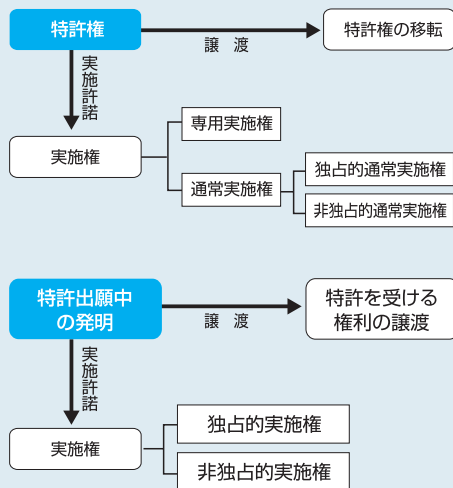 特許権
譲 渡
特許権の移転
実施許諾
実施権
専用実施権
通常実施権
独占的通常実施権
非独占的通常実施権
特許出願中
の発明
譲 渡
特許を受ける
権利の譲渡
実施許諾
実施権
独占的実施権
非独占的実施権